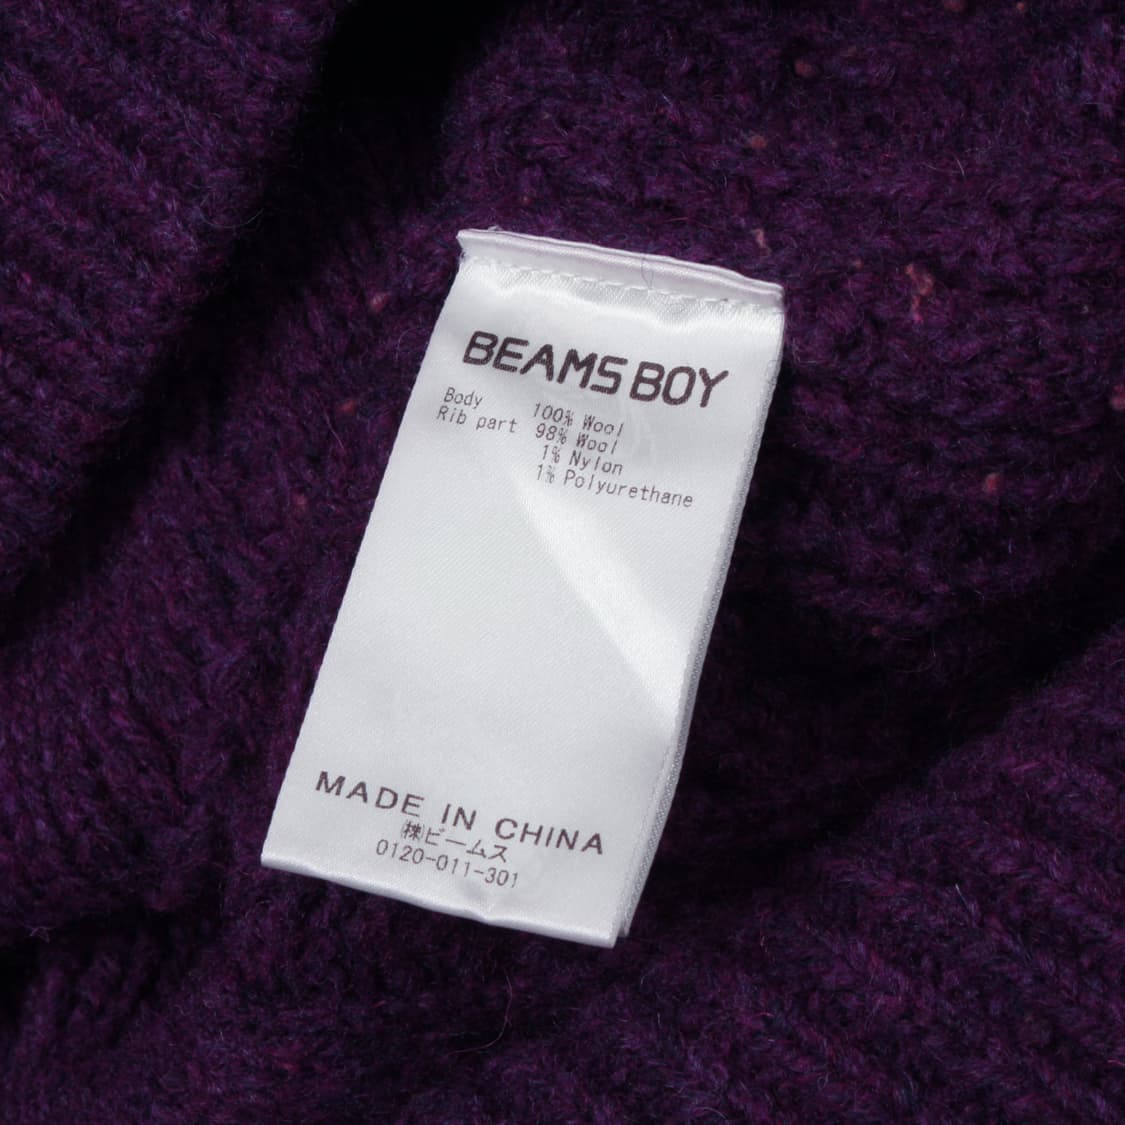 BEAMS BOY
Body 100% Wool
Rib part 98% Wool
1% Nylon
1% Polyurethane
MADE IN CHINA
㈱ビームス
0120-011-301